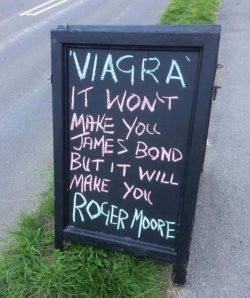 'VIAGRA'
IT WON'T
MAKE YOU
JAMES BOND
BUT IT WILL
MAKE YOU
ROGER MOORE